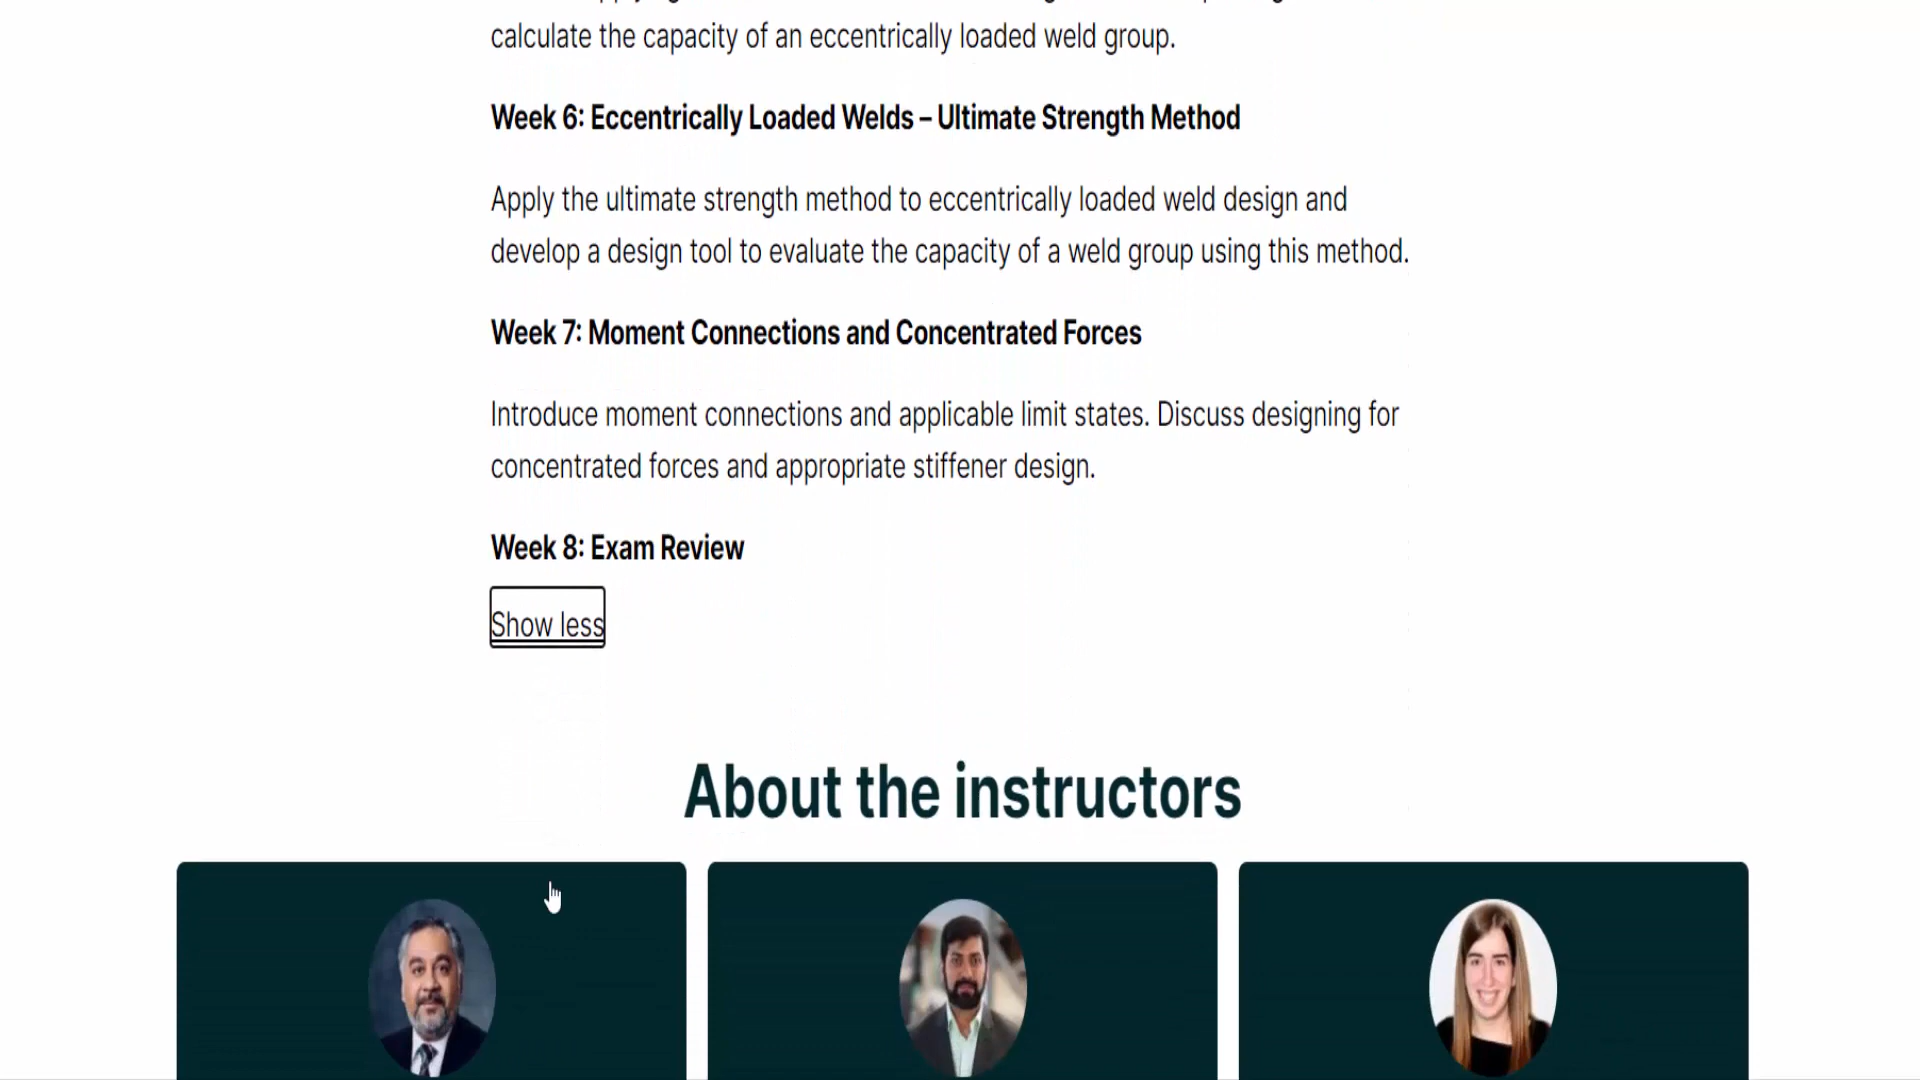 calculate the capacity of an eccentrically loaded weld group.
Week 6: Eccentrically Loaded Welds – Ultimate Strength Method
Apply the ultimate strength method to eccentrically loaded weld design and
develop a design tool to evaluate the capacity of a weld group using this method.
Week 7: Moment Connections and Concentrated Forces
Introduce moment connections and applicable limit states. Discuss designing for
concentrated forces and appropriate stiffener design.
Week 8: Exam Review
Show less
About the instructors